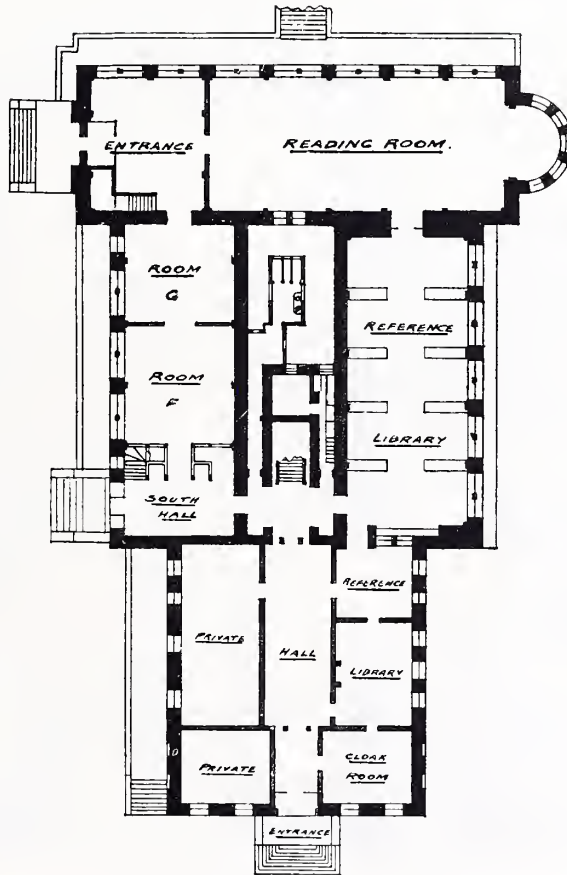 ENTRANCE
READING ROOM.
ROOM
G
REFERENCE
ROOM
F
LIBRARY
SOUTH
HALL
REFERENCE
PRIVATE
HALL
LIBRARY
PRIVATE
CLOAK
ROOM
ENTRANCE